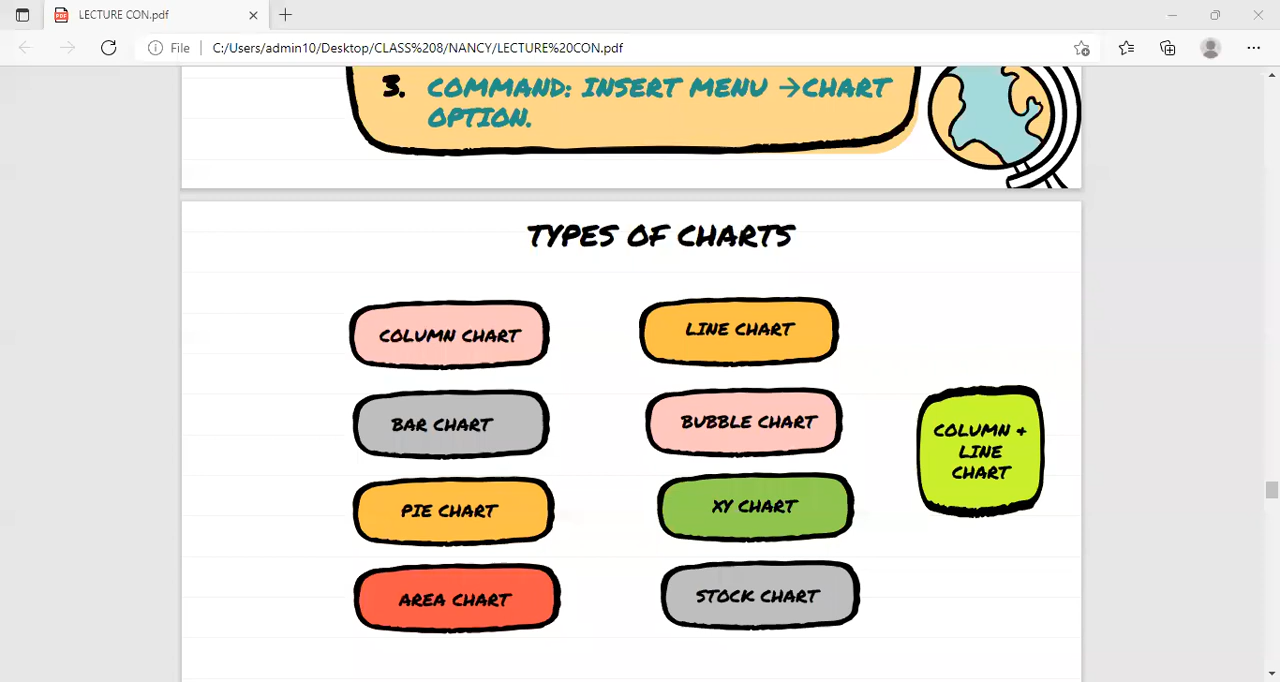 LECTURE CON.pdf
File
C:/Users/admin10/Desktop/CLASS%208/NANCY/LECTURE%20CON.pdf
3. COMMAND: INSERT MENU →CHART
OPTION.
TYPES OF CHARTS
COLUMN CHART
LINE CHART
BAR CHART
BUBBLE CHART
COLUMN +
LINE
CHART
PIE CHART
XY CHART
AREA CHART
STOCK CHART